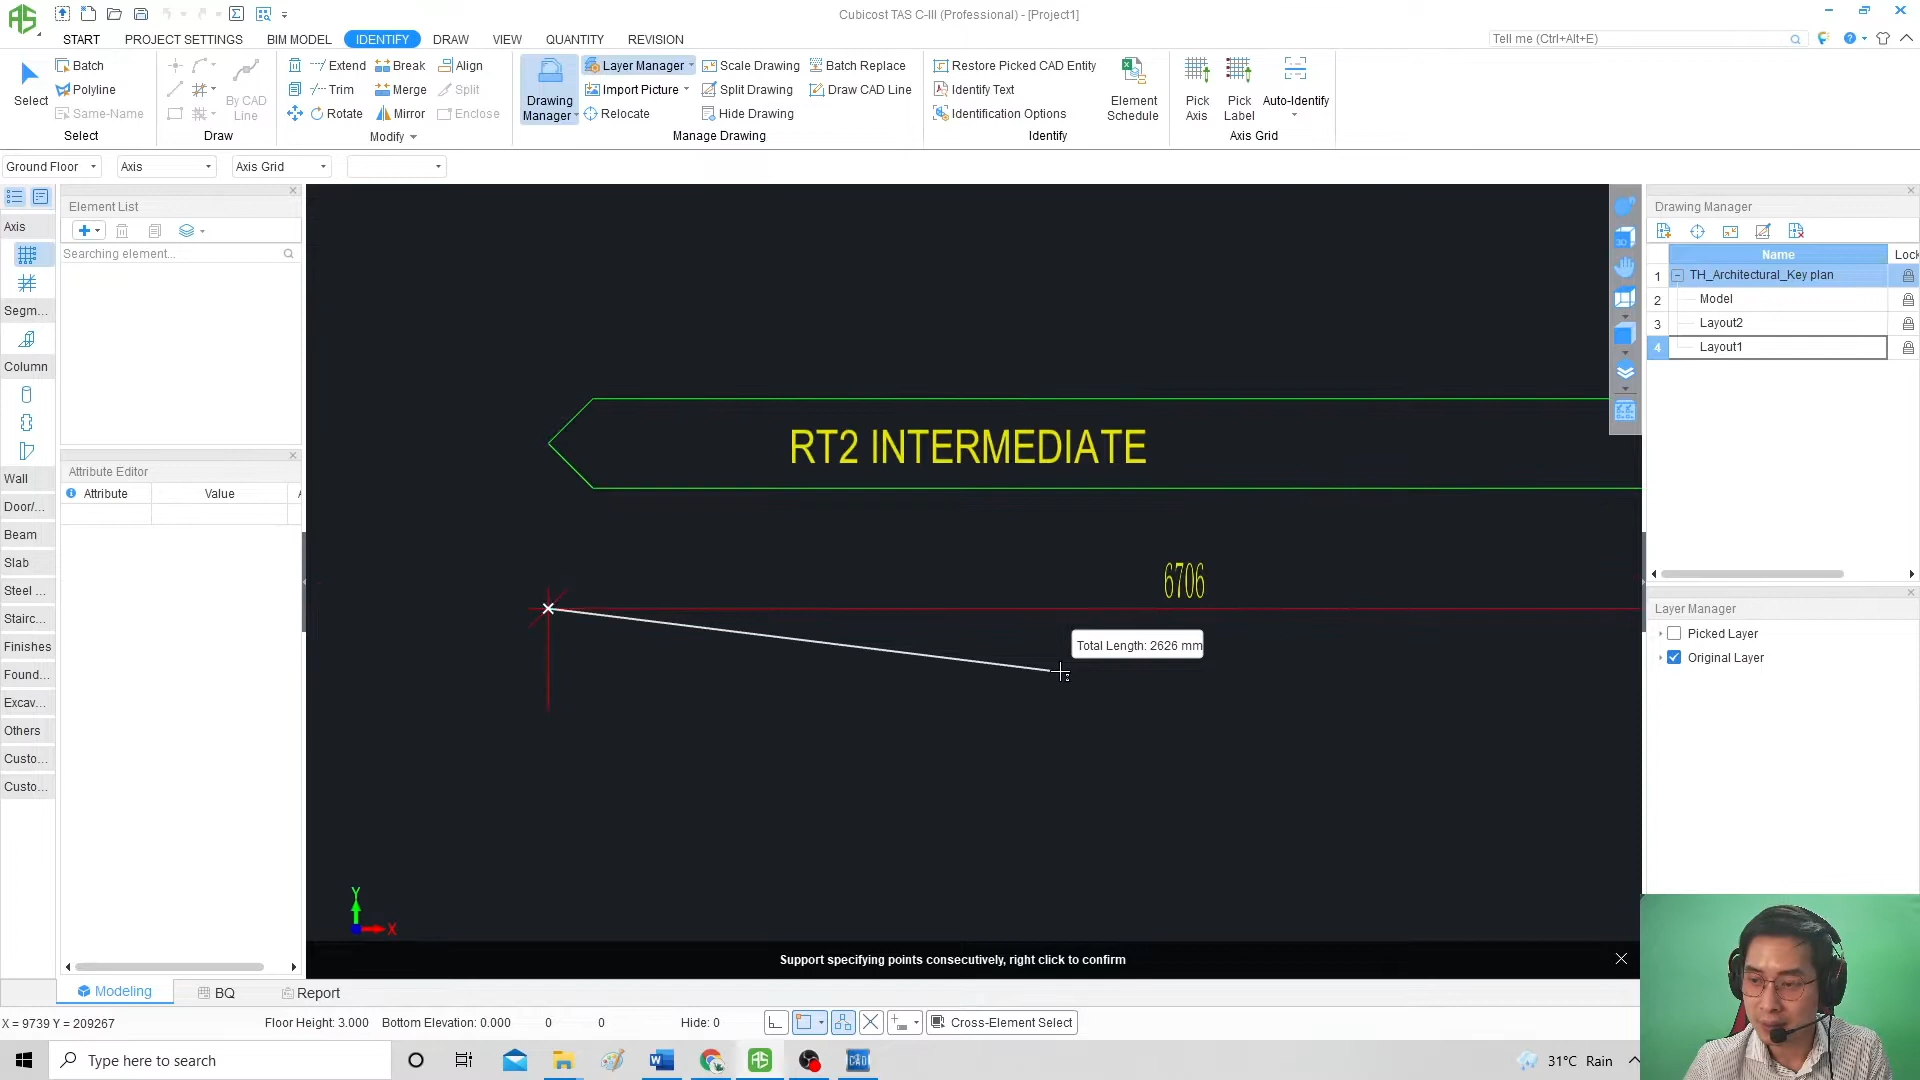 Cubicost TAS C-III (Professional) - [Project1]
START PROJECT SETTINGS BIM MODEL IDENTIFY DRAW VIEW QUANTITY REVISION
Tell me (Ctrl+Alt+E)
Batch Extend Break Align Layer Manager Scale Drawing Batch Replace Restore Picked CAD Entity
Polyline Trim Merge Split Import Picture Split Drawing Draw CAD Line Identify Text
Select By CAD Line Drawing Manager Element Schedule Pick Axis Pick Label Auto-Identify
Same-Name Rotate Mirror Enclose Relocate Hide Drawing Identification Options
Select Draw Modify Manage Drawing Identify Axis Grid
Ground Floor Axis Axis Grid
Element List
Searching element...
Axis
Segm...
Column
Wall
Door/...
Beam
Slab
Steel ...
Stairc...
Finishes
Found...
Excav...
Others
Custo...
Custo...
Attribute Editor
Attribute Value
RT2 INTERMEDIATE
6706
Total Length: 2626 mm
Y
X
Support specifying points consecutively, right click to confirm
Drawing Manager
Name Lock
1 TH_Architectural_Key plan
2 Model
3 Layout2
4 Layout1
Layer Manager
Picked Layer
Original Layer
Modeling BQ Report
X = 9739 Y = 209267 Floor Height: 3.000 Bottom Elevation: 0.000 0 0 Hide: 0 Cross-Element Select
Type here to search
31°C Rain